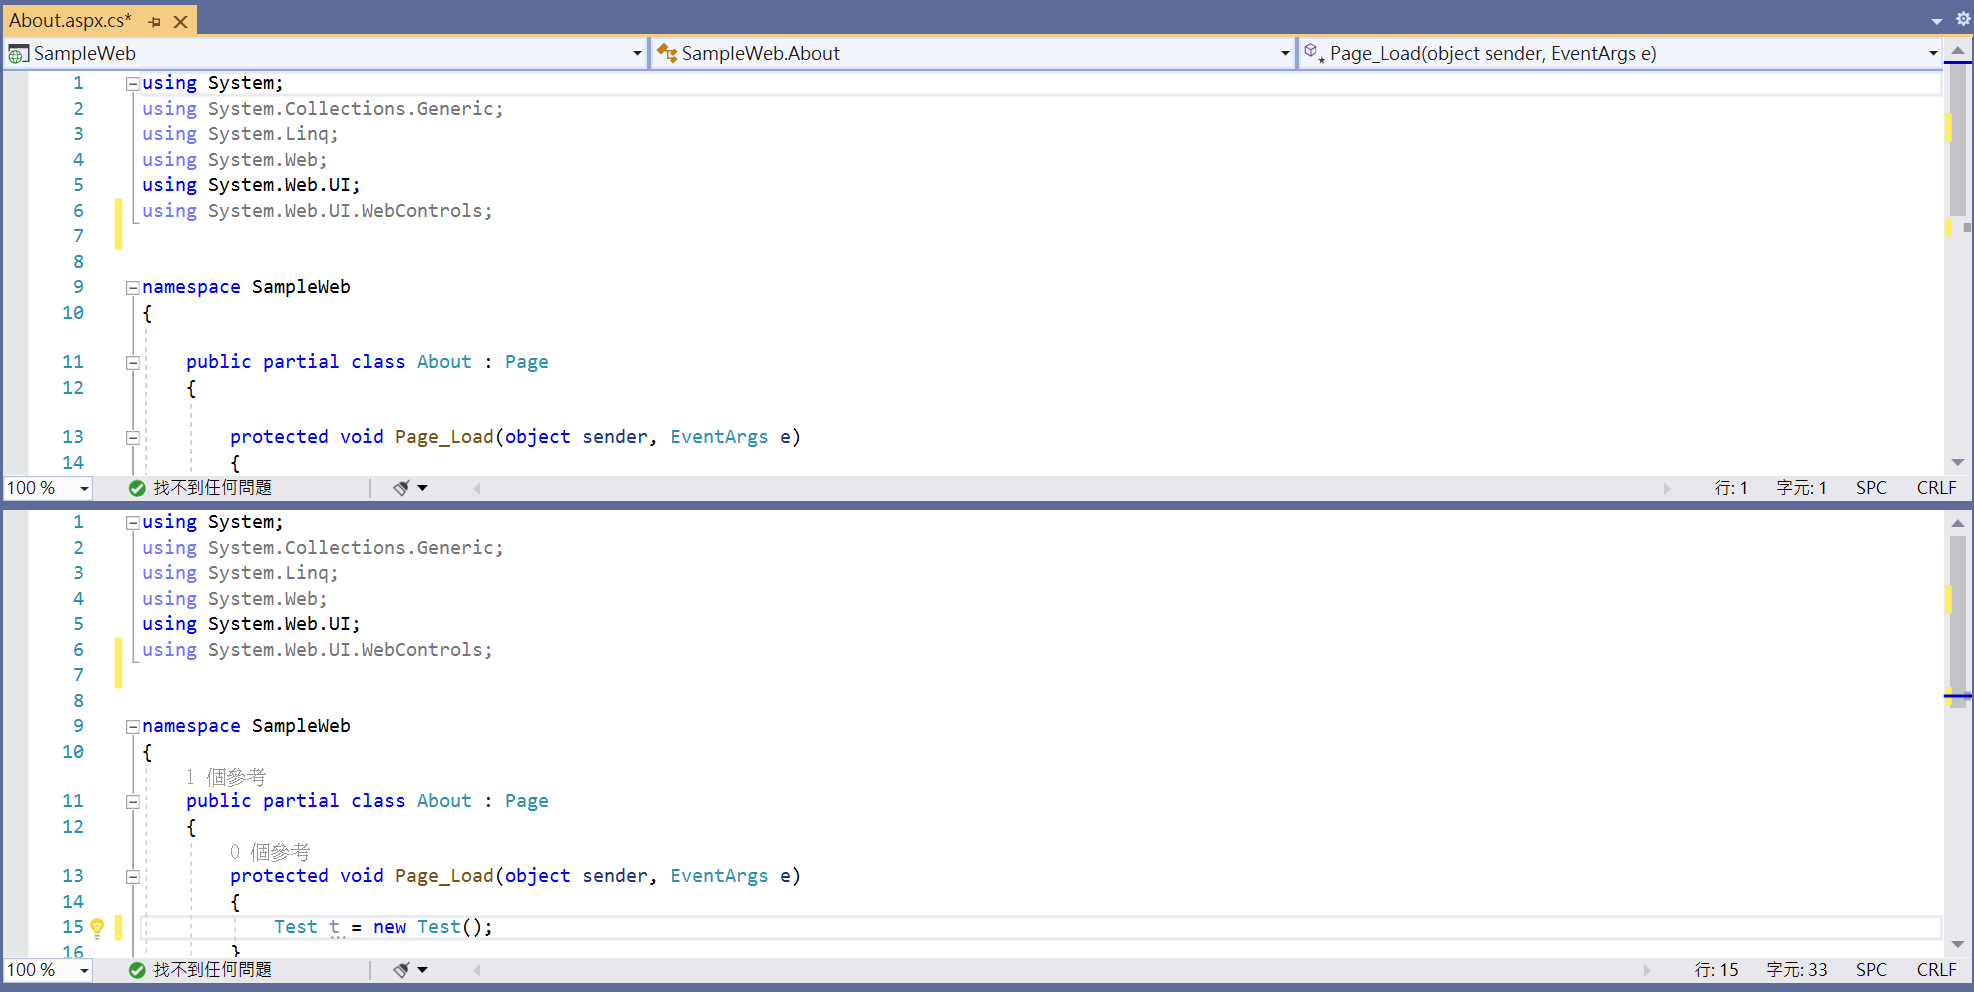 About.aspx.cs*
SampleWeb SampleWeb.About Page_Load(object sender, EventArgs e)
1 using System;
2 using System.Collections.Generic;
3 using System.Linq;
4 using System.Web;
5 using System.Web.UI;
6 using System.Web.UI.WebControls;
7
8
9 namespace SampleWeb
10 {
11 public partial class About : Page
12 {
13 protected void Page_Load(object sender, EventArgs e)
14 {
100 % 找不到任何問題 行: 1 字元: 1 SPC CRLF
1 using System;
2 using System.Collections.Generic;
3 using System.Linq;
4 using System.Web;
5 using System.Web.UI;
6 using System.Web.UI.WebControls;
7
8
9 namespace SampleWeb
10 {
1 個參考
11 public partial class About : Page
12 {
0 個參考
13 protected void Page_Load(object sender, EventArgs e)
14 {
15 Test t = new Test();
16 }
100 % 找不到任何問題 行: 15 字元: 33 SPC CRLF